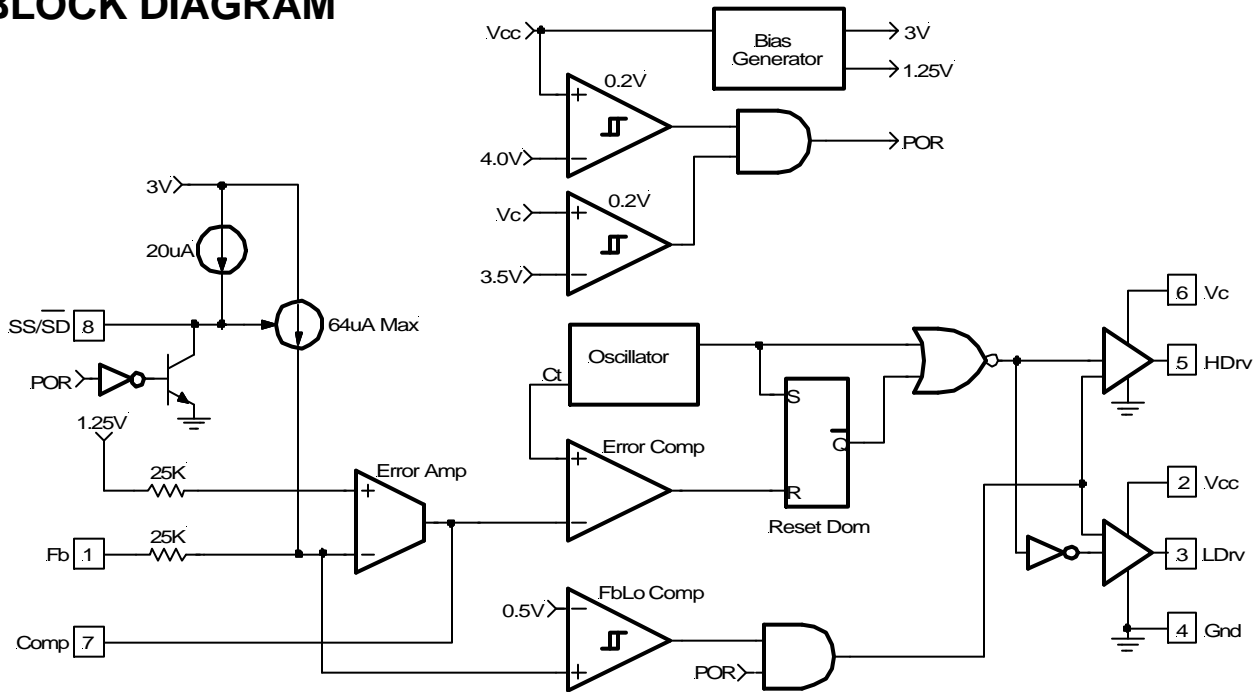 BLOCK DIAGRAM
Vcc
Bias
Generator
3V
1.25V
0.2V
+
4.0V
−
POR
3V
0.2V
Vc
+
20uA
3.5V
−
SS/SD
8
64uA Max
6
Vc
Oscillator
5
HDrv
POR
Ct
S
1.25V
Q
Error Comp
+
25K
Error Amp
+
R
2
Vcc
−
Reset Dom
25K
Fb
1
−
3
LDrv
FbLo Comp
0.5V
−
Comp
7
4
Gnd
+
POR